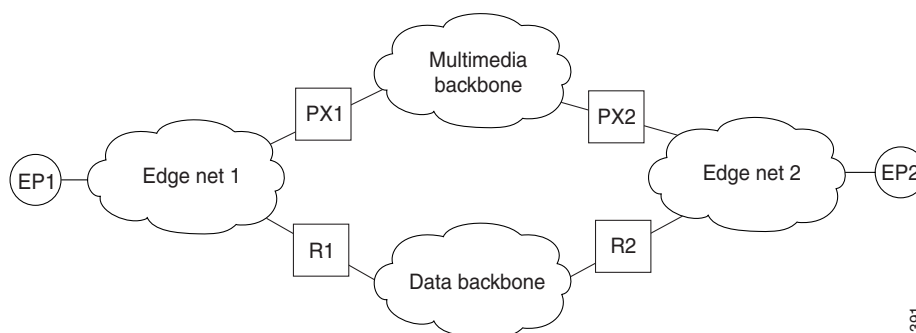 Multimedia
backbone
PX1
PX2
EP1
Edge net 1
Edge net 2
EP2
R1
R2
Data backbone